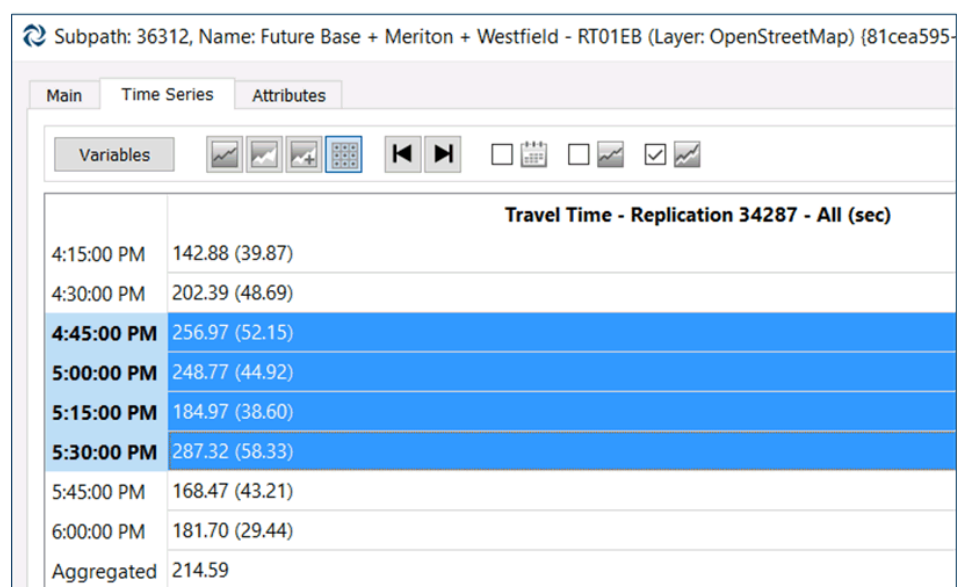 Subpath: 36312, Name: Future Base + Meriton + Westfield - RT01EB (Layer: OpenStreetMap) {81cea595-
Main Time Series Attributes
Variables
Travel Time - Replication 34287 - All (sec)
4:15:00 PM 142.88 (39.87)
4:30:00 PM 202.39 (48.69)
4:45:00 PM 256.97 (52.15)
5:00:00 PM 248.77 (44.92)
5:15:00 PM 184.97 (38.60)
5:30:00 PM 287.32 (58.33)
5:45:00 PM 168.47 (43.21)
6:00:00 PM 181.70 (29.44)
Aggregated 214.59